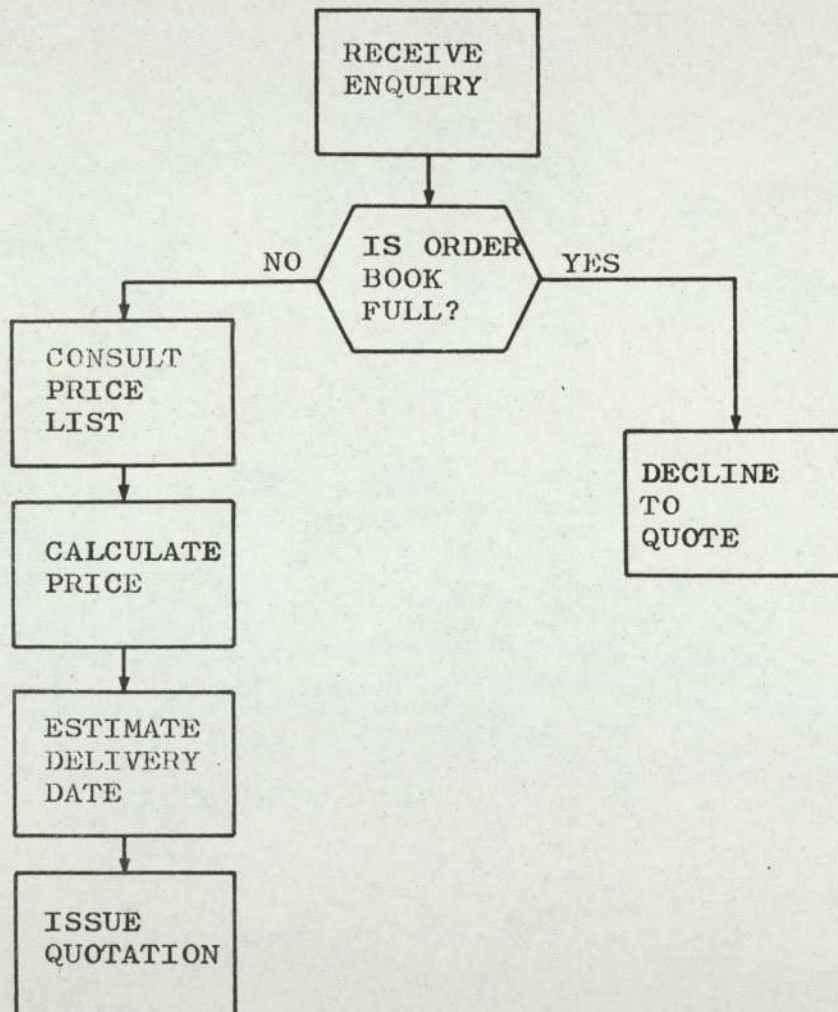 RECEIVE
ENQUIRY
IS ORDER
BOOK
FULL?
NO
YES
CONSULT
PRICE
LIST
DECLINE
TO
QUOTE
CALCULATE
PRICE
ESTIMATE
DELIVERY
DATE
ISSUE
QUOTATION